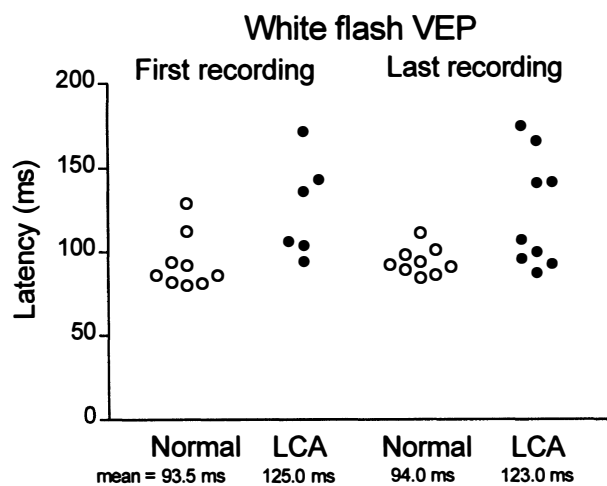 White flash VEP
First recording Last recording
200
150
100
50
0
Latency (ms)
Normal LCA Normal LCA
mean = 93.5 ms 125.0 ms 94.0 ms 123.0 ms